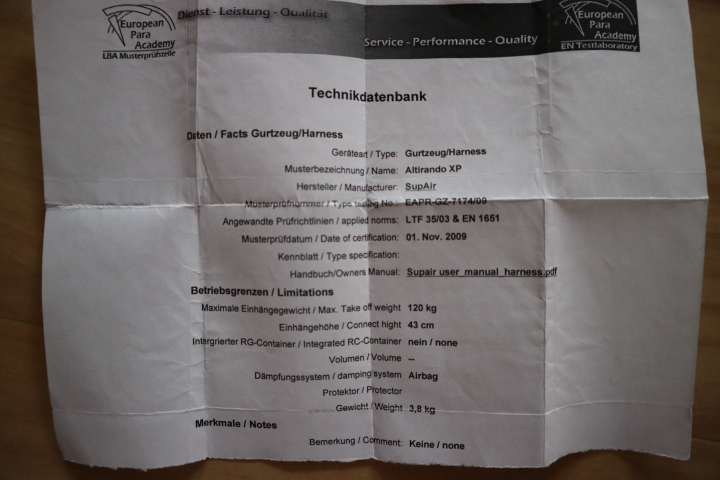 European
Para
Academy
LBA Musterprüfstelle
Dienst - Leistung - Qualität
Service - Performance - Quality
European
Para
Academy
EN Testlaboratory
Technikdatenbank
Daten / Facts Gurtzeug/Harness
Geräteart / Type: Gurtzeug/Harness
Musterbezeichnung / Name: Altirando XP
Hersteller / Manufacturer: SupAir
Musterprüfnummer / Type testing No.: EAPR-GZ-7174/09
Angewandte Prüfrichtlinien / applied norms: LTF 35/03 & EN 1651
Musterprüfdatum / Date of certification: 01. Nov. 2009
Kennblatt / Type specification:
Handbuch/Owners Manual: Supair user_manual_harness.pdf
Betriebsgrenzen / Limitations
Maximale Einhängegewicht / Max. Take off weight 120 kg
Einhängehöhe / Connect hight 43 cm
Intergrierter RG-Container / Integrated RC-Container nein / none
Volumen / Volume --
Dämpfungssystem / damping system Airbag
Protektor / Protector
Gewicht / Weight 3,8 kg
Merkmale / Notes
Bemerkung / Comment: Keine / none